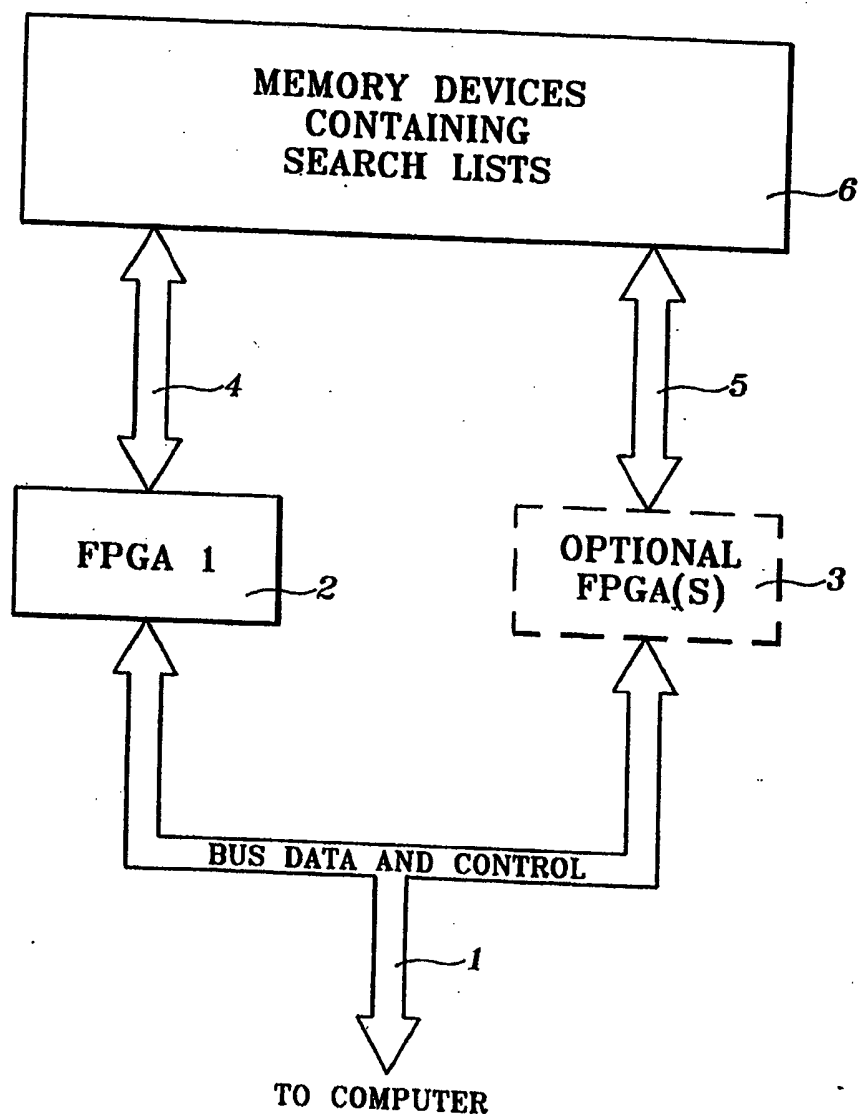 MEMORY DEVICES
CONTAINING
SEARCH LISTS
6
4
5
FPGA 1
2
OPTIONAL
FPGA(S)
3
BUS DATA AND CONTROL
1
TO COMPUTER